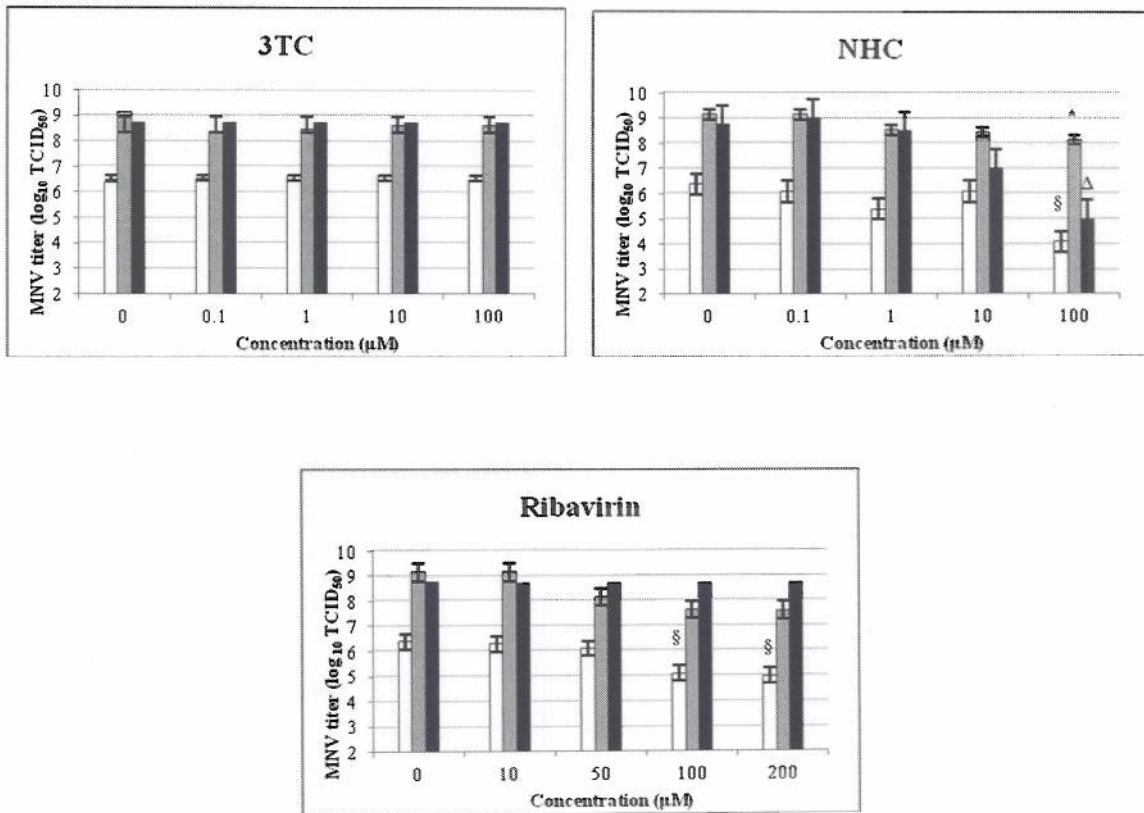 3TC
MNV titer (log10 TCID50)
10
9
8
7
6
5
4
3
2
0 0.1 1 10 100
Concentration (µM)
NHC
MNV titer (log10 TCID50)
10
9
8
7
6
5
4
3
2
*
§
Δ
0 0.1 1 10 100
Concentration (µM)
Ribavirin
MNV titer (log 10 TCID50)
10
9
8
7
6
5
4
3
2
§ §
0 10 50 100 200
Concentration (µM)